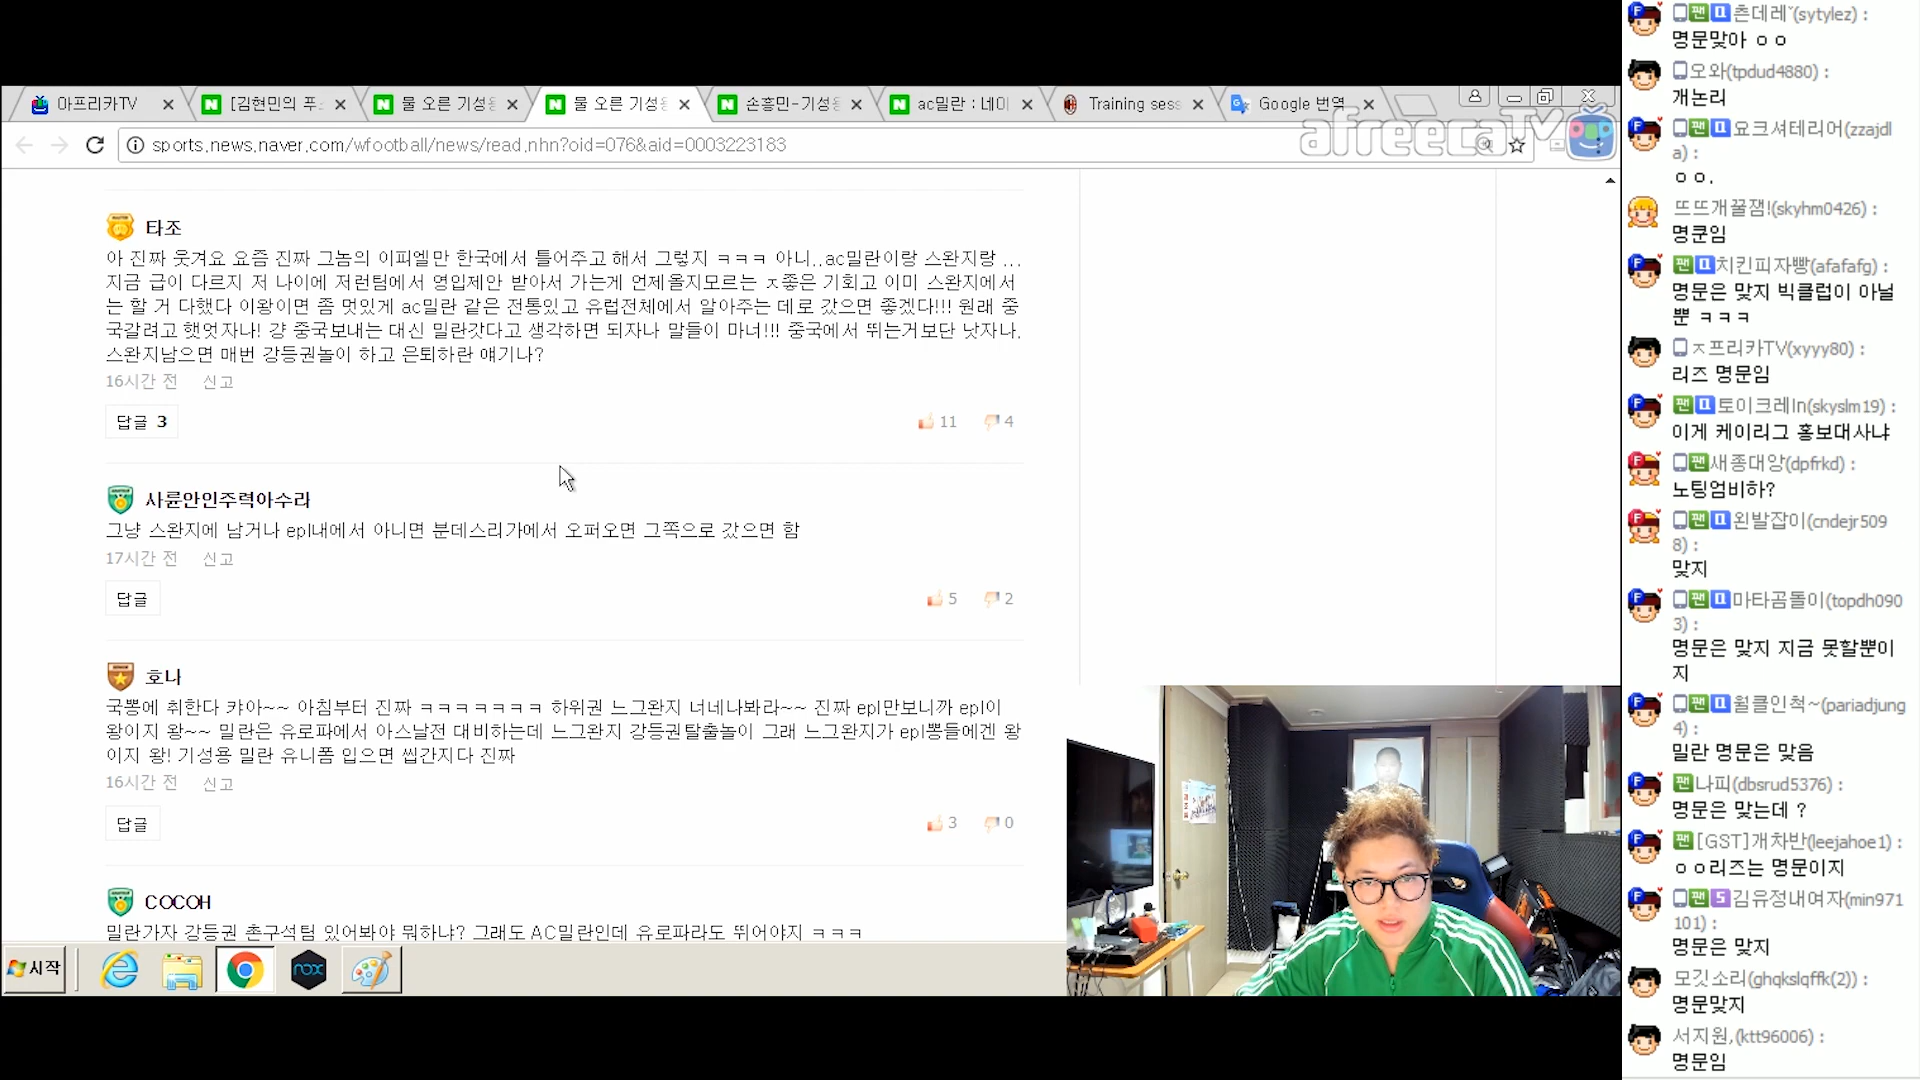 아프리카TV
[김현민의 푸
물 오른 기성용
물 오른 기성용
손흥민-기성용
ac밀란 : 네이
Training sess
Google 번역
sports.news.naver.com/wfootball/news/read.nhn?oid=076&aid=0003223183
afreecaTV
타조
아 진짜 웃겨요 요즘 진짜 그놈의 이피엘만 한국에서 틀어주고 해서 그렇지 ㅋㅋㅋ 아니..ac밀란이랑 스완지랑 ...
지금 급이 다르지 저 나이에 저런팀에서 영입제안 받아서 가는게 언제올지모르는 ㅈ좋은 기회고 이미 스완지에서
는 할 거 다했다 이왕이면 좀 멋있게 ac밀란 같은 전통있고 유럽전체에서 알아주는 데로 갔으면 좋겠다!!! 원래 중
국갈려고 했엇자나! 걍 중국보내는 대신 밀란갓다고 생각하면 되자나 말들이 마너!!! 중국에서 뛰는거보단 낫자나.
스완지남으면 매번 강등권놀이 하고 은퇴하란 얘기냐?
16시간 전 신고
답글 3
11 4
사륜안인주력아수라
그냥 스완지에 남거나 epl내에서 아니면 분데스리가에서 오퍼오면 그쪽으로 갔으면 함
17시간 전 신고
답글
5 2
호나
국뽕에 취한다 캬아~~ 아침부터 진짜 ㅋㅋㅋㅋㅋㅋㅋ 하위권 느그완지 너네나봐라~~ 진짜 epl만보니까 epl이
왕이지 왕~~ 밀란은 유로파에서 아스날전 대비하는데 느그완지 강등권탈출놀이 그래 느그완지가 epl뽕들에겐 왕
이지 왕! 기성용 밀란 유니폼 입으면 씹간지다 진짜
16시간 전 신고
답글
3 0
COCOH
밀란가자 강등권 촌구석팀 있어봐야 뭐하냐? 그래도 AC밀란인데 유로파라도 뛰어야지 ㅋㅋㅋ
시작
nox
팬 츤데레ˇ(sytylez) :
명문맞아 ㅇㅇ
오와(tpdud4880) :
개논리
팬 요크셔테리어(zzajdl
a) :
ㅇㅇ.
뜨뜨개꿀잼!(skyhm0426) :
명쿤임
팬 치킨피자빵(afafafg) :
명문은 맞지 빅클럽이 아닐
뿐 ㅋㅋㅋ
ㅈ프리카TV(xyyy80) :
리즈 명문임
팬 토이크레In(skyslm19) :
이게 케이리그 홍보대사냐
팬 새종대앙(dpfrkd) :
노팅엄비하?
팬 왼발잡이(cndejr509
8) :
맞지
팬 마타곰돌이(topdh090
3) :
명문은 맞지 지금 못할뿐이
지
팬 월클인척~(pariadjung
4) :
밀란 명문은 맞음
팬 나피(dbsrud5376) :
명문은 맞는데 ?
팬 [GST]개차반(leejahoe1) :
ㅇㅇ리즈는 명문이지
팬 S 김유정내여자(min971
101) :
명문은 맞지
모깃소리(ghqkslqffk(2)) :
명문맞지
서지원,(ktt96006) :
명문임